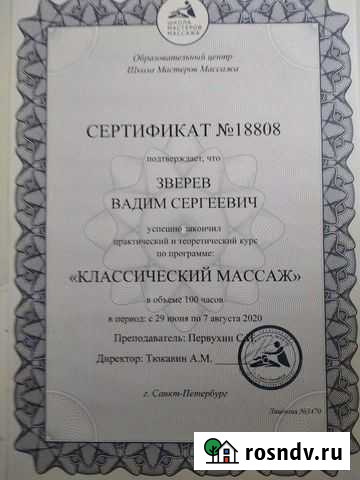 ШКОЛА
МАСТЕРОВ
МАССАЖА
Образовательный центр
Школа Мастеров Массажа
СЕРТИФИКАТ №18808
подтверждает, что
ЗВЕРЕВ
ВАДИМ СЕРГЕЕВИЧ
успешно закончил
практический и теоретический курс
по программе:
«КЛАССИЧЕСКИЙ МАССАЖ»
в объеме 100 часов
в период: с 29 июня по 7 августа 2020
Преподаватель: Первухин
Директор: Тюкавин А.М.
г. Санкт-Петербург
Лицензия №3470
rosndv.ru